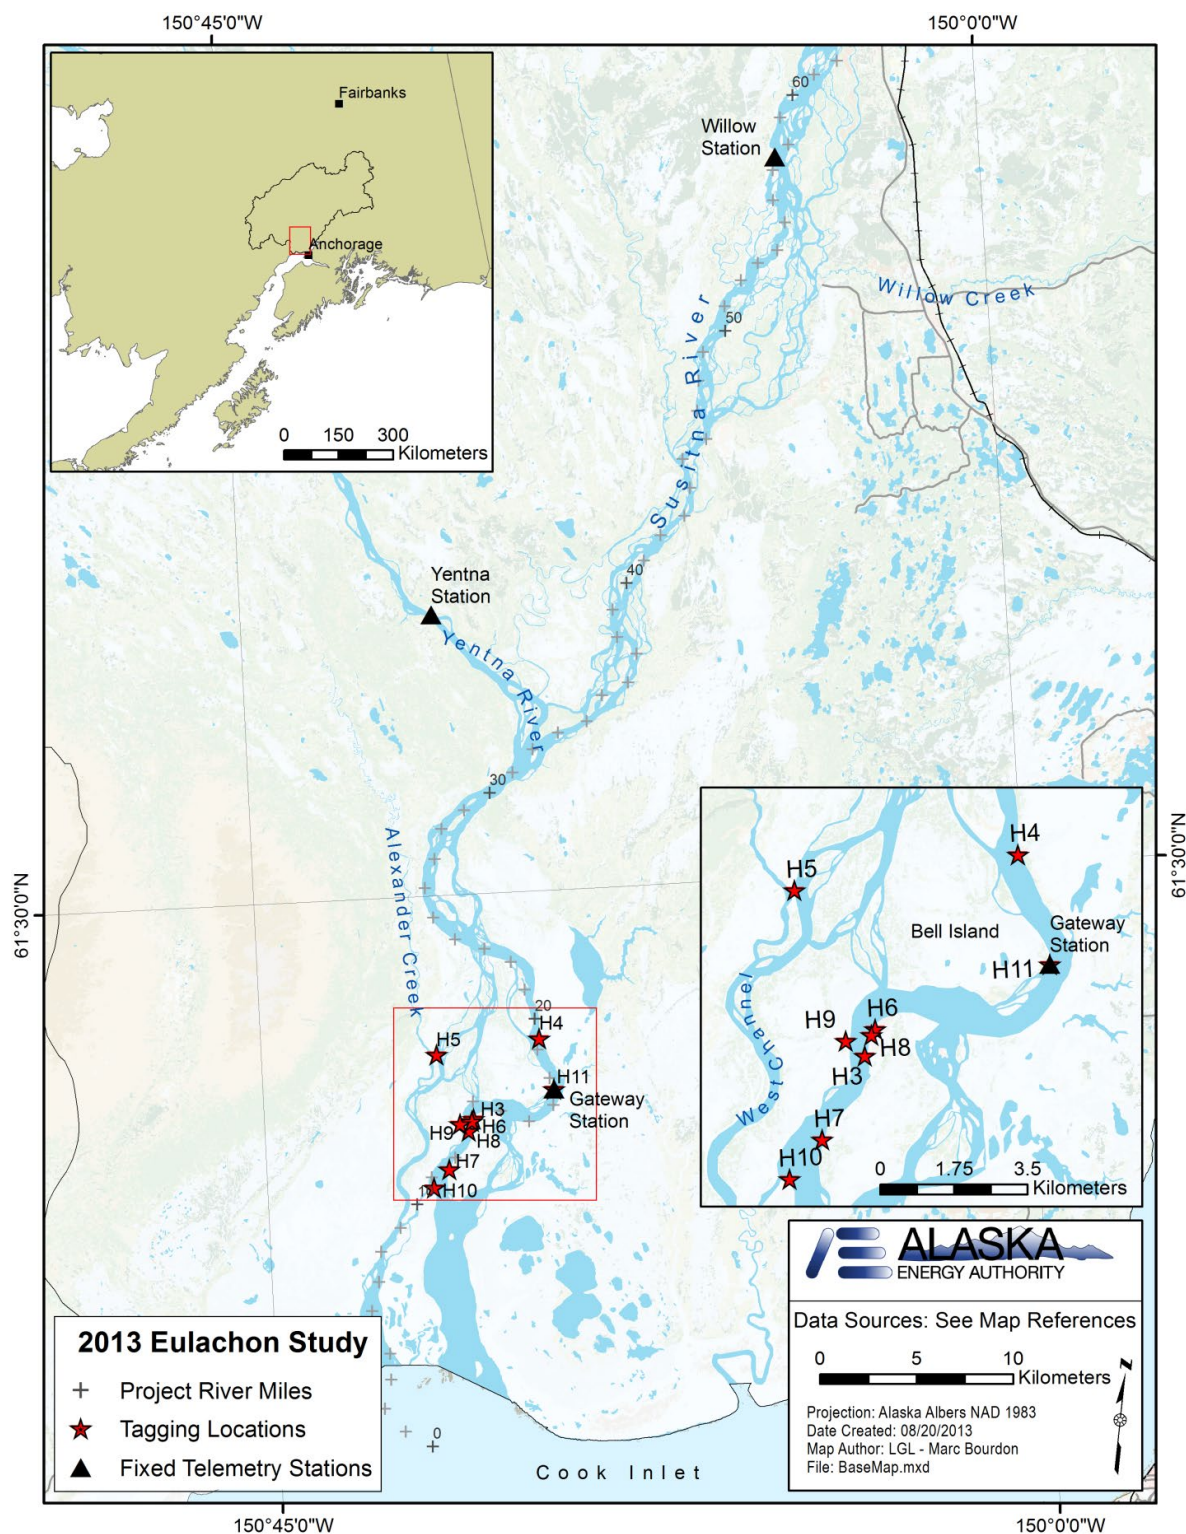 150°45'0"W
150°0'0"W
Fairbanks
Anchorage
0 150 300
Kilometers
60
Willow
Station
Willow Creek
50
Susitna River
40
Yentna
Station
Yentna River
30
Alexander Creek
61°30'0"N
61°30'0"N
20
H4
H5
H11
Gateway
Station
H3
H9
H6
H8
H7
H10
H4
H5
Bell Island
Gateway
Station
H11
West Channel
H6
H9
H8
H3
H7
H10
0 1.75 3.5
Kilometers
ALASKA
ENERGY AUTHORITY
Data Sources: See Map References
0 5 10
Kilometers
N
Projection: Alaska Albers NAD 1983
Date Created: 08/20/2013
Map Author: LGL - Marc Bourdon
File: BaseMap.mxd
2013 Eulachon Study
Project River Miles
Tagging Locations
Fixed Telemetry Stations
0
Cook Inlet
150°45'0"W
150°0'0"W